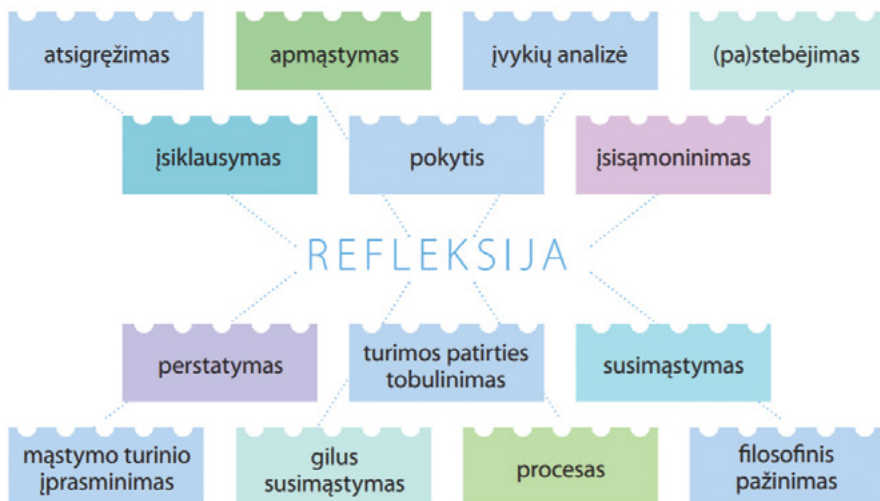 atsigręžimas
apmąstymas
įvykių analizė
(pa)stebėjimas
įsiklausymas
pokytis
įsisąmoninimas
REFLEKSIJA
perstatymas
turimos patirties
tobulinimas
susimąstymas
mąstymo turinio
įprasminimas
gilus
susimąstymas
procesas
filosofinis
pažinimas